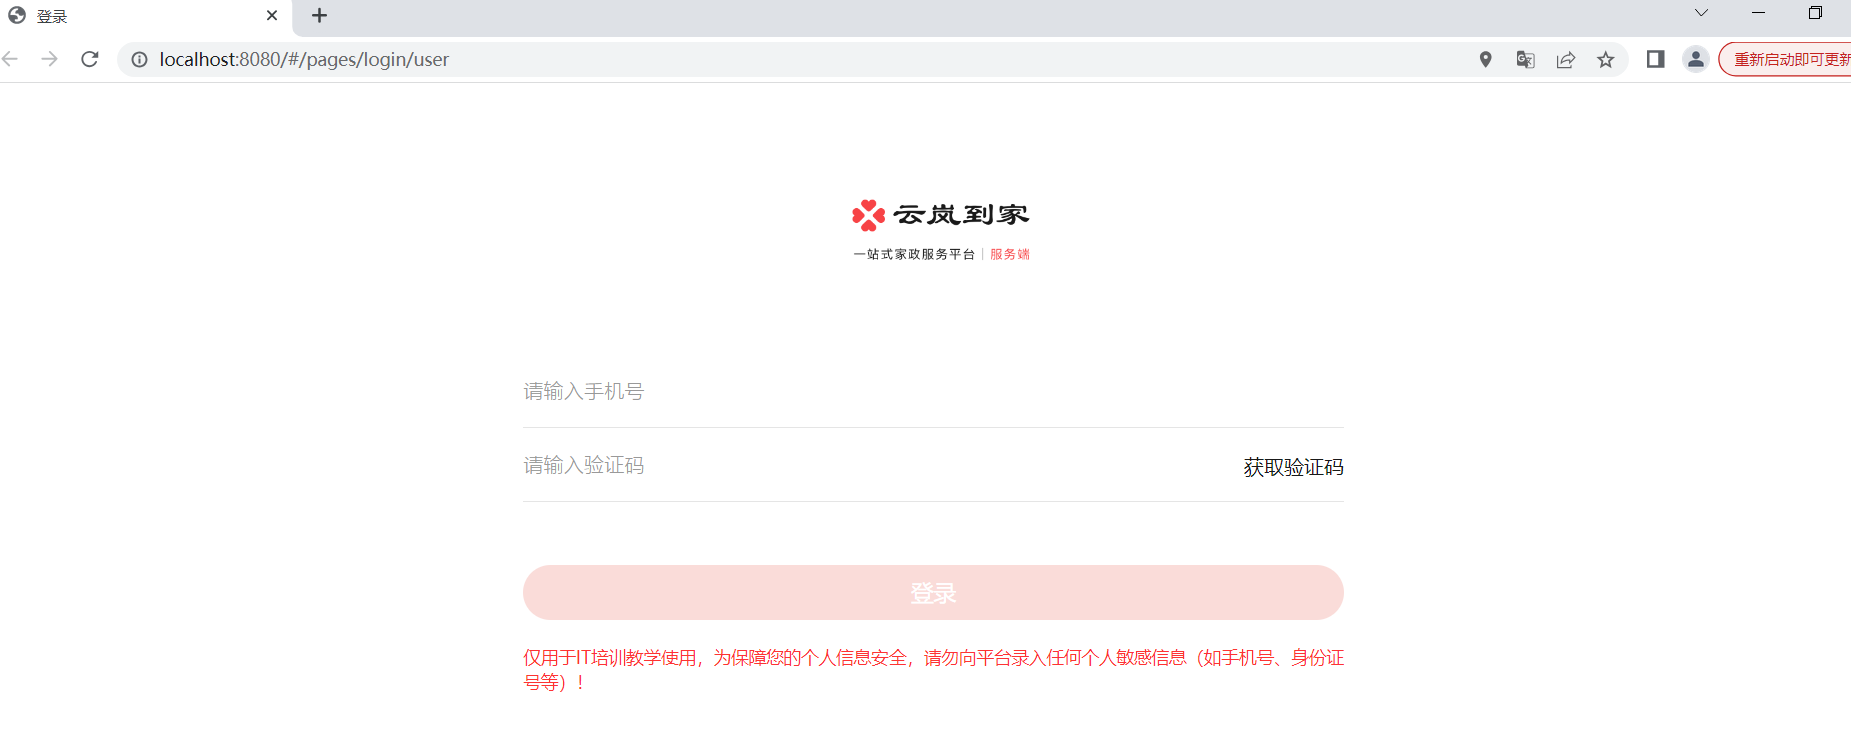 登录
localhost:8080/#/pages/login/user
重新启动即可更新
云岚到家
一站式家政服务平台 | 服务端
请输入手机号
请输入验证码 获取验证码
登录
仅用于IT培训教学使用，为保障您的个人信息安全，请勿向平台录入任何个人敏感信息（如手机号、身份证
号等）！